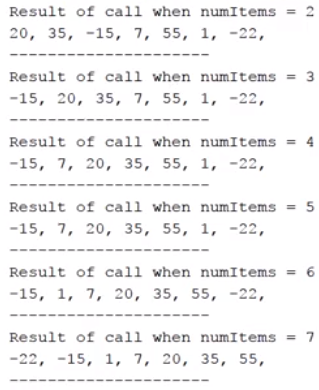 Result of call when numItems = 2
20, 35, -15, 7, 55, 1, -22,
---------------------
Result of call when numItems = 3
-15, 20, 35, 7, 55, 1, -22,
---------------------
Result of call when numItems = 4
-15, 7, 20, 35, 55, 1, -22,
---------------------
Result of call when numItems = 5
-15, 7, 20, 35, 55, 1, -22,
---------------------
Result of call when numItems = 6
-15, 1, 7, 20, 35, 55, -22,
---------------------
Result of call when numItems = 7
-22, -15, 1, 7, 20, 35, 55,
---------------------